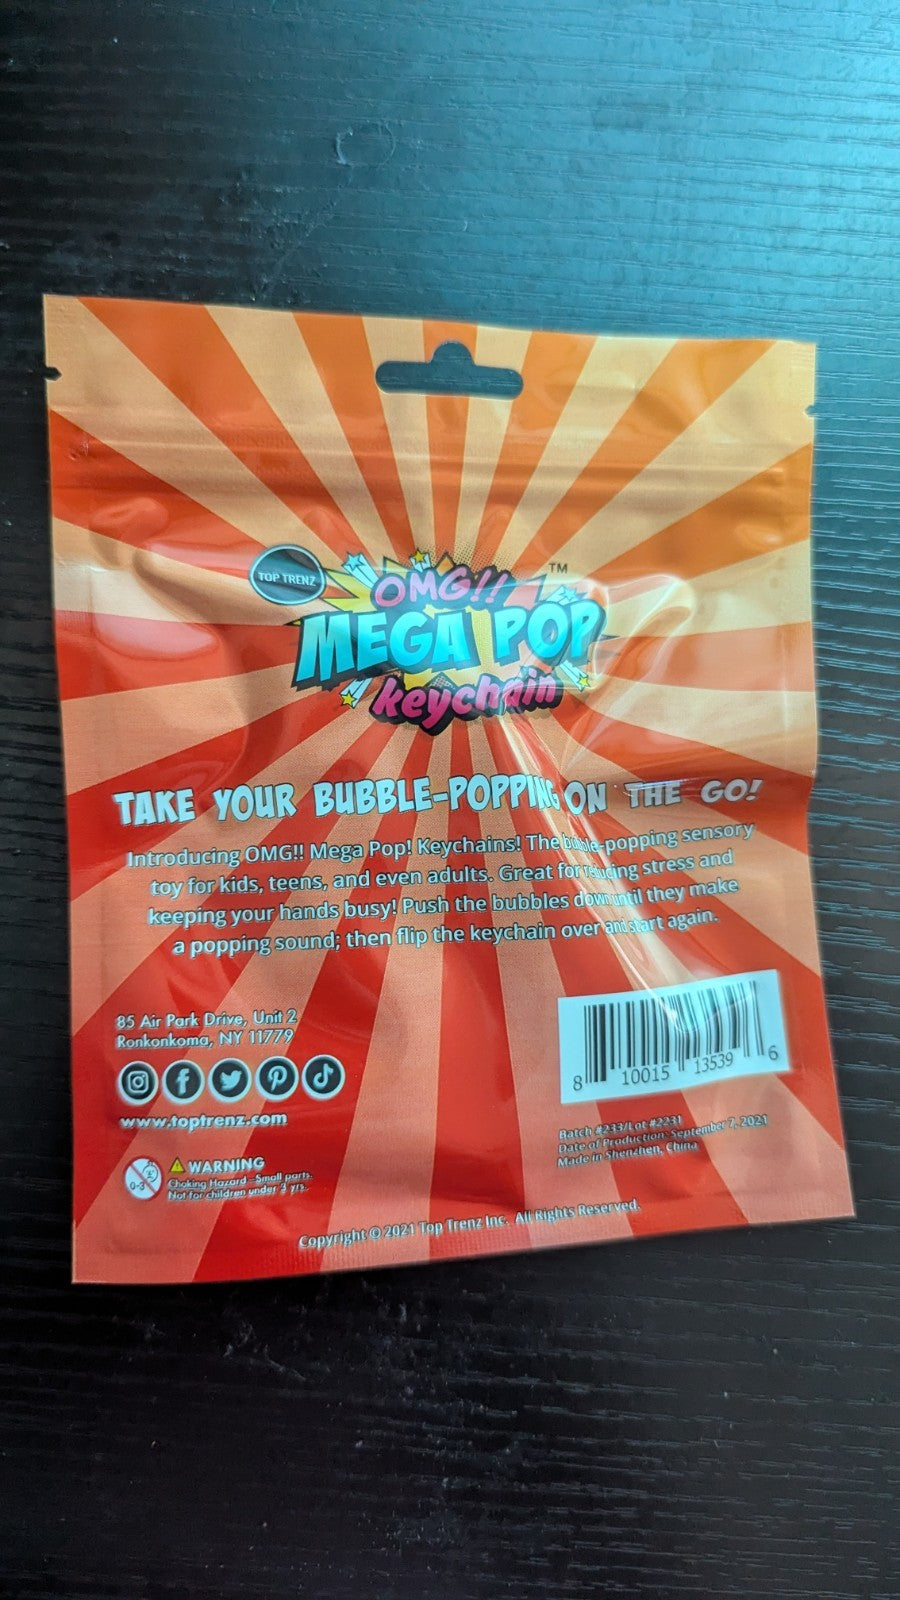 TOP TRENZ
OMG!! ™
MEGA POP
keychain
TAKE YOUR BUBBLE-POPPING ON THE GO!
Introducing OMG!! Mega Pop! Keychains! The bubble-popping sensory
toy for kids, teens, and even adults. Great for reducing stress and
keeping your hands busy! Push the bubbles down until they make
a popping sound; then flip the keychain over and start again.
85 Air Park Drive, Unit 2
Ronkonkoma, NY 11779
www.toptrenz.com
0-3
WARNING
Choking Hazard-Small parts.
Not for children under 3 yrs.
8 10015 13539 6
Batch #233/Lot #2231
Date of Production: September 7, 2021
Made in Shenzhen, China
Copyright © 2021 Top Trenz Inc. All Rights Reserved.